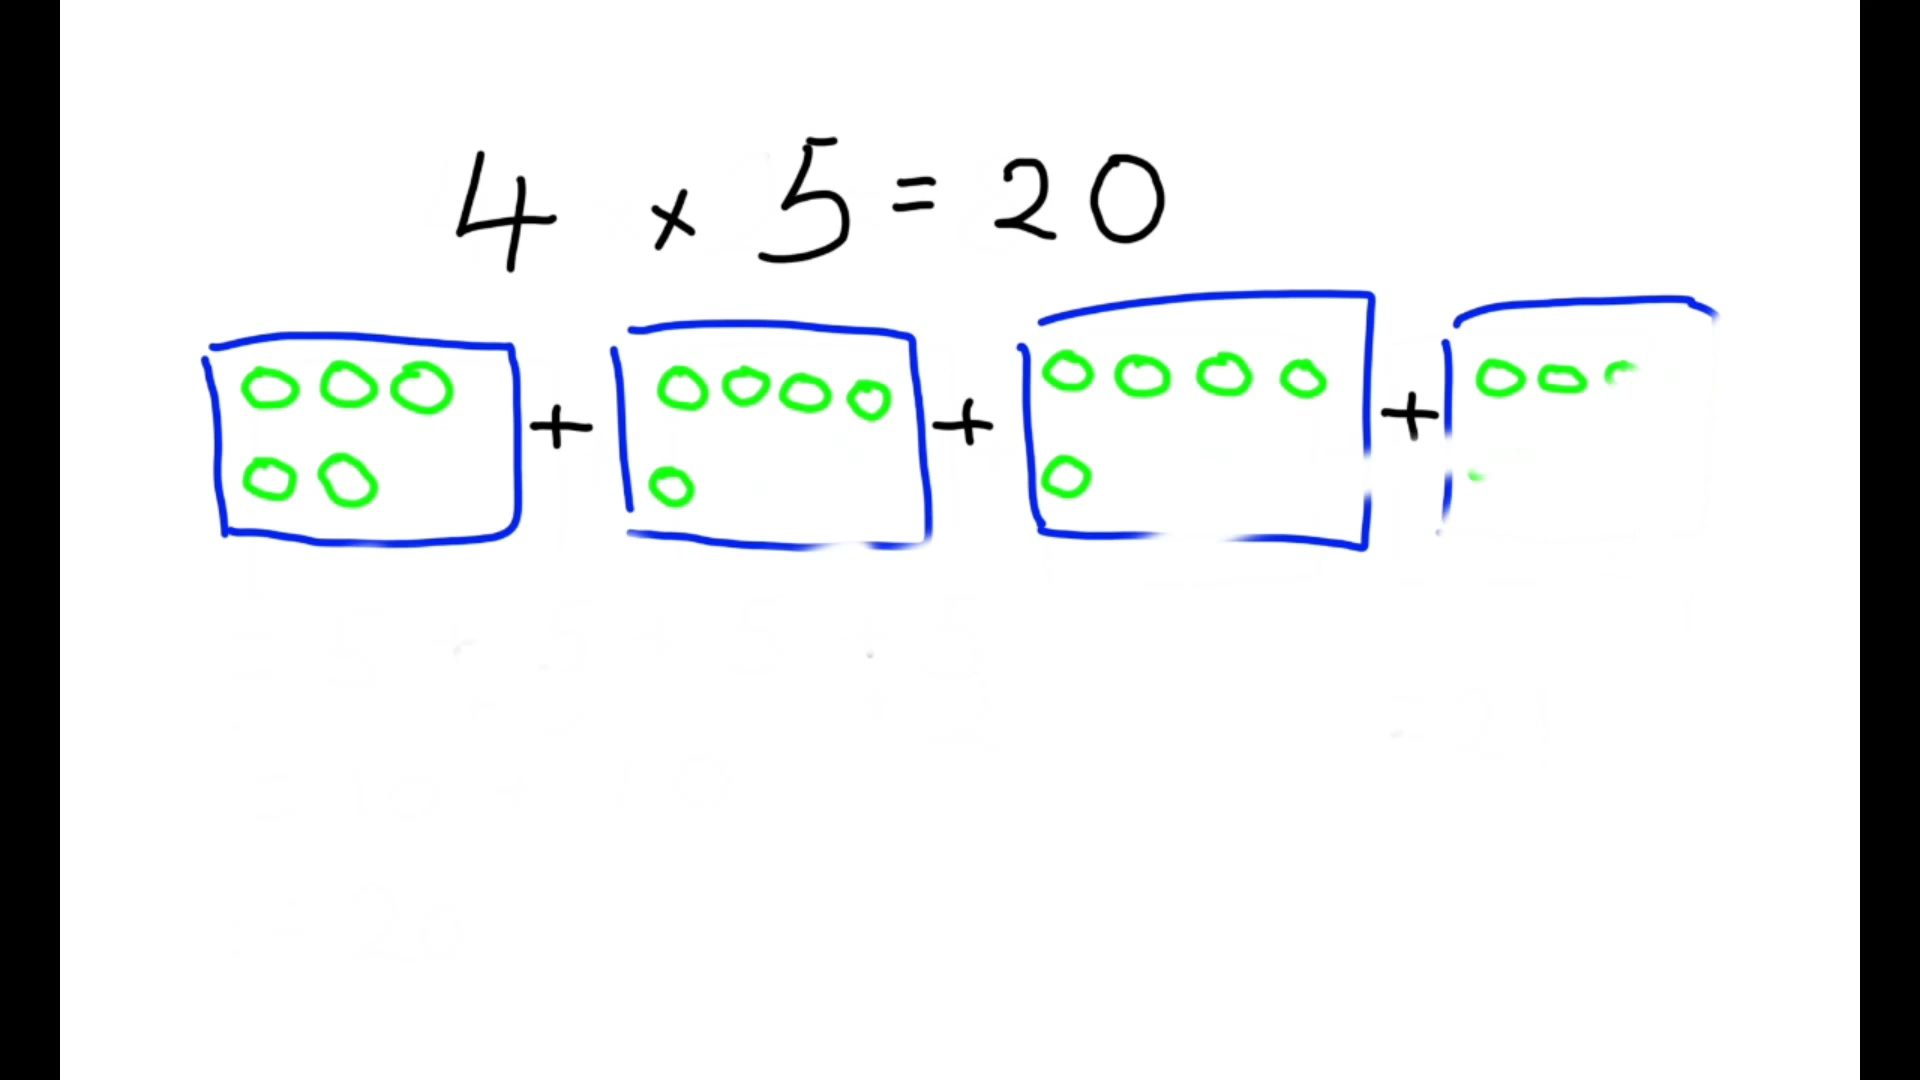 4 × 5 = 20
+ + +